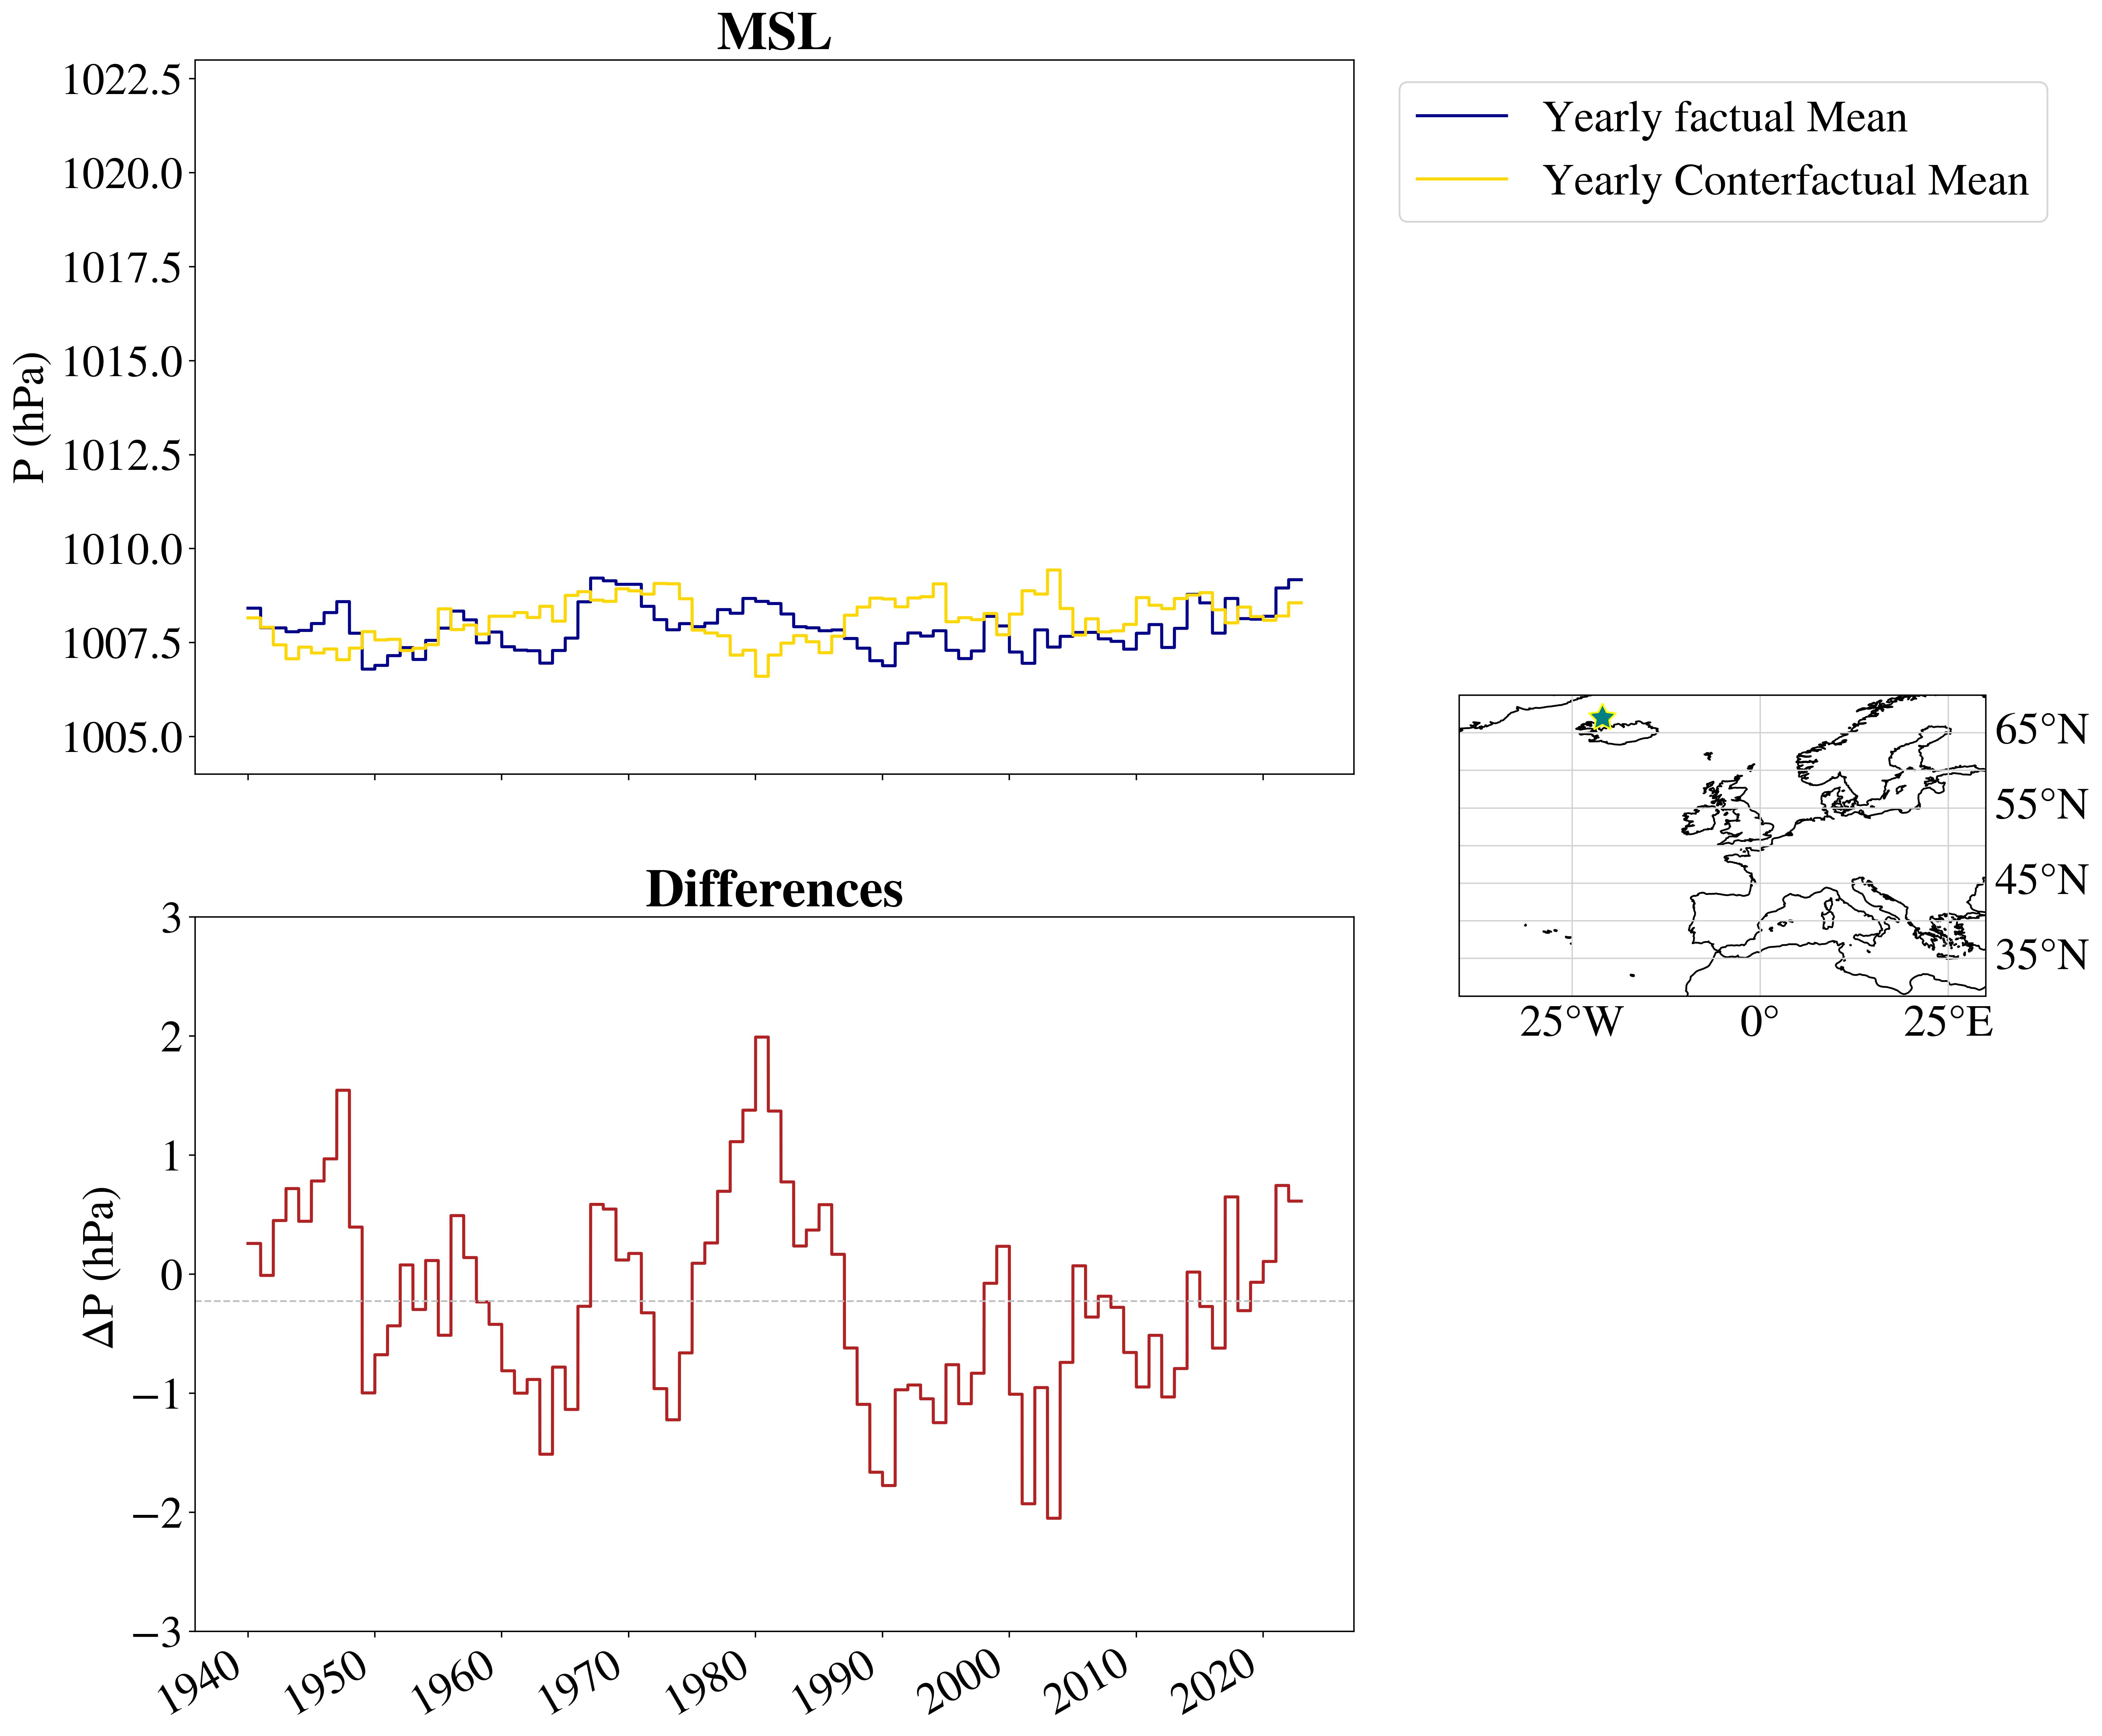 MSL
1022.5
1020.0
1017.5
1015.0
1012.5
1010.0
1007.5
1005.0
P (hPa)
Yearly factual Mean
Yearly Conterfactual Mean
65°N
55°N
45°N
35°N
25°W 0° 25°E
Differences
3
2
1
0
−1
−2
−3
ΔP (hPa)
1940 1950 1960 1970 1980 1990 2000 2010 2020